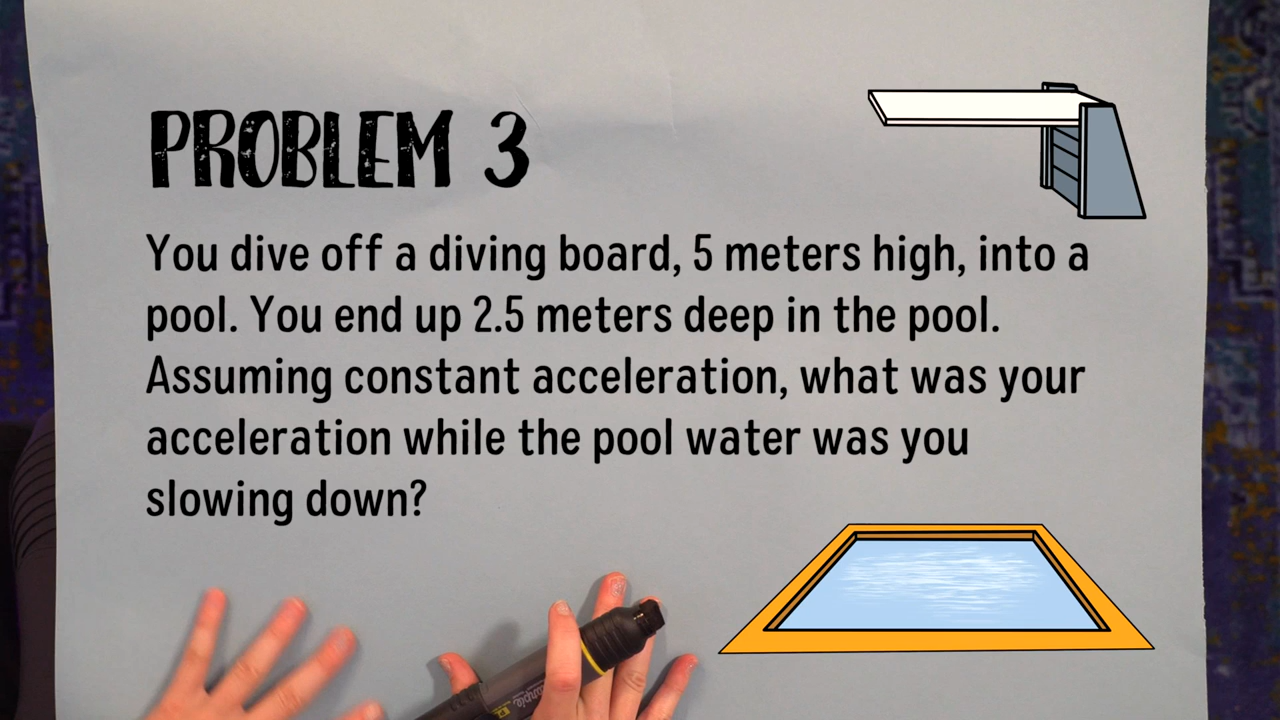 PROBLEM 3
You dive off a diving board, 5 meters high, into a
pool. You end up 2.5 meters deep in the pool.
Assuming constant acceleration, what was your
acceleration while the pool water was you
slowing down?